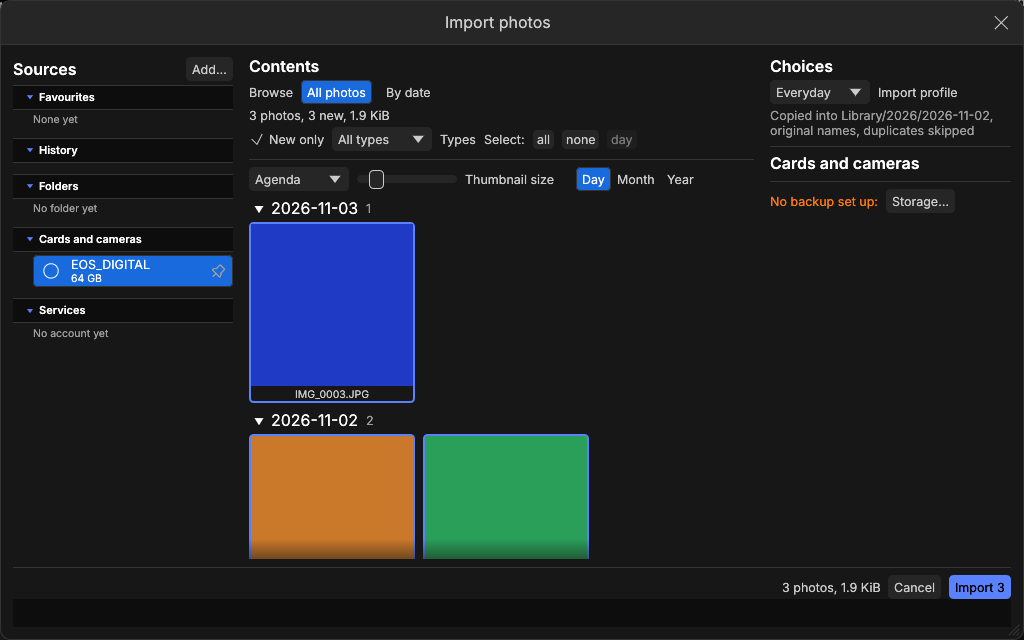 Import photos
Sources
Add...
Favourites
None yet
History
Folders
No folder yet
Cards and cameras
EOS_DIGITAL
64 GB
Services
No account yet
Contents
Browse All photos By date
3 photos, 3 new, 1.9 KiB
New only All types Types Select: all none day
Agenda Thumbnail size Day Month Year
2026-11-03 1
IMG_0003.JPG
2026-11-02 2
Choices
Everyday Import profile
Copied into Library/2026/2026-11-02,
original names, duplicates skipped
Cards and cameras
No backup set up: Storage...
3 photos, 1.9 KiB Cancel Import 3